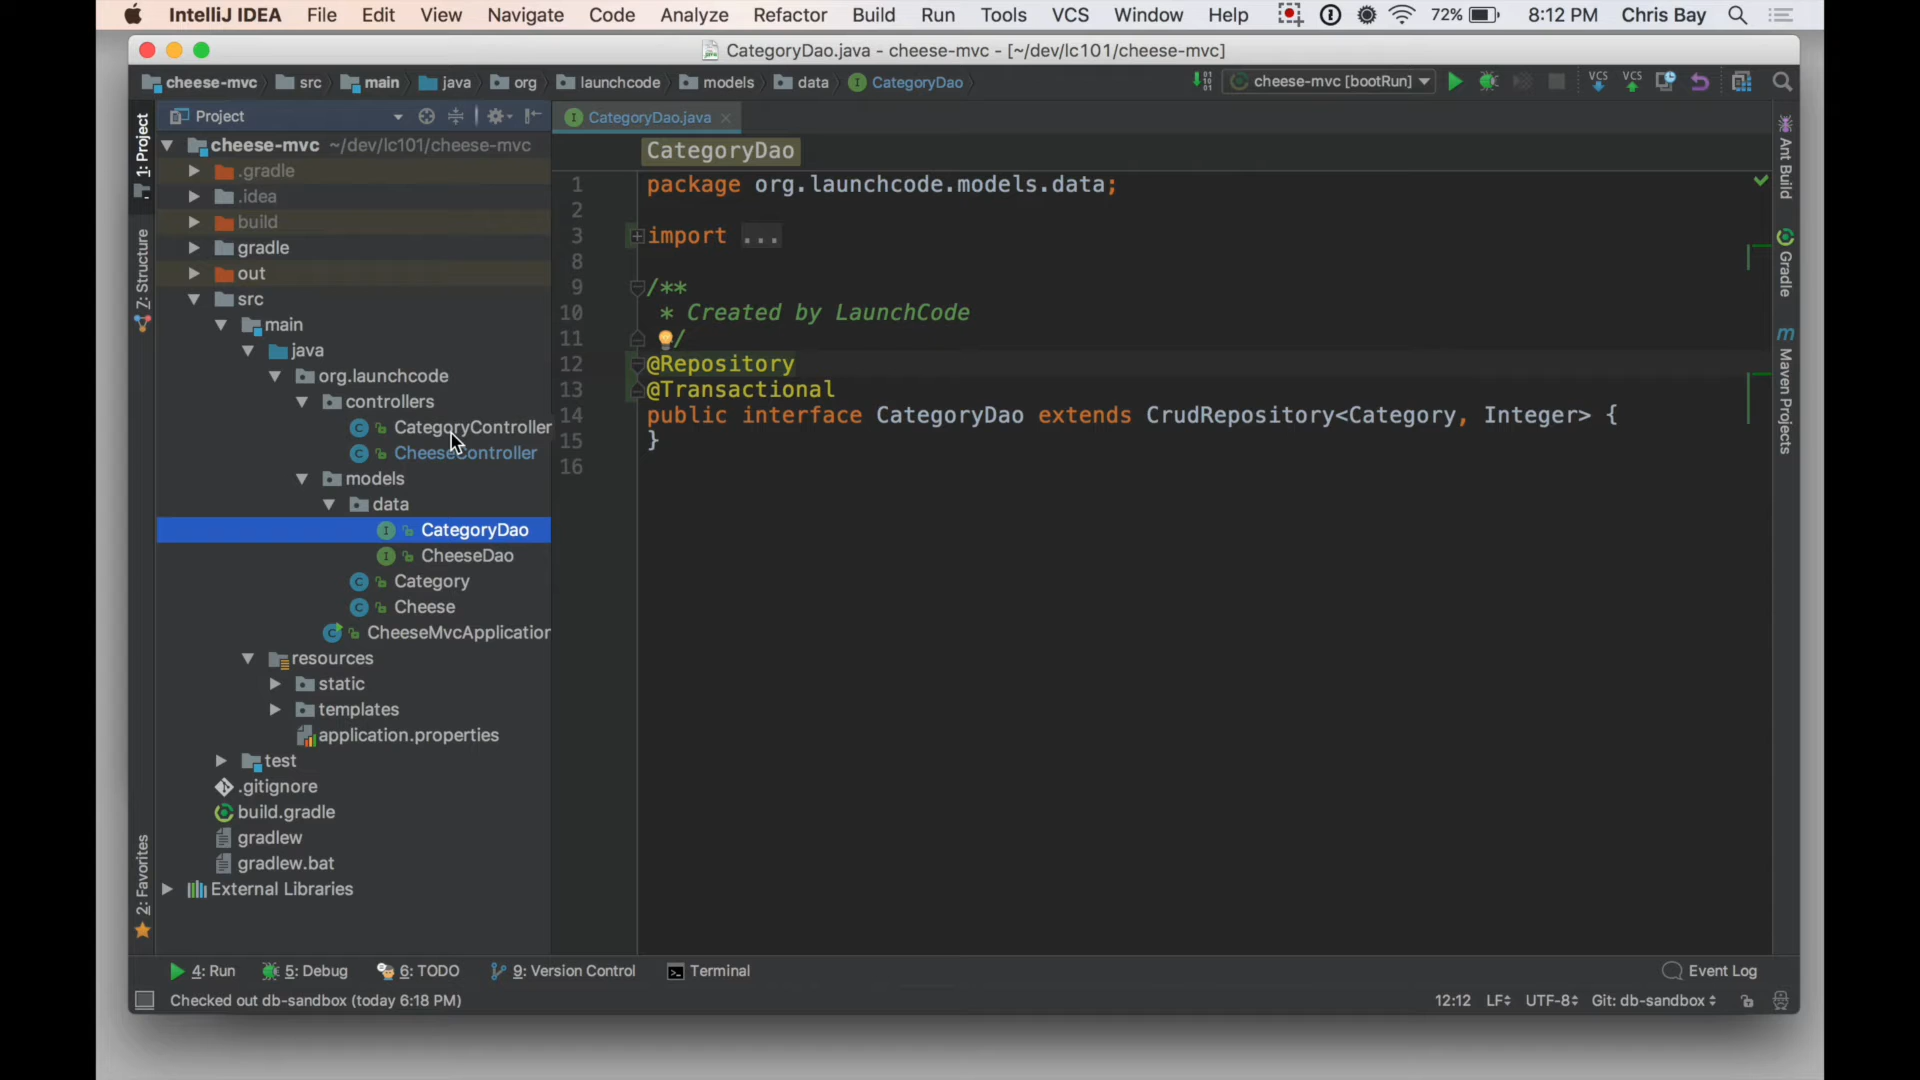 IntelliJ IDEA File Edit View Navigate Code Analyze Refactor Build Run Tools VCS Window Help 72% 8:12 PM Chris Bay
CategoryDao.java - cheese-mvc - [~/dev/lc101/cheese-mvc]
cheese-mvc src main java org launchcode models data CategoryDao cheese-mvc [bootRun] VCS VCS
Project
CategoryDao.java
1: Project
7: Structure
2: Favorites
cheese-mvc ~/dev/lc101/cheese-mvc
.gradle
.idea
build
gradle
out
src
main
java
org.launchcode
controllers
CategoryController
CheeseController
models
data
CategoryDao
CheeseDao
Category
Cheese
CheeseMvcApplication
resources
static
templates
application.properties
test
.gitignore
build.gradle
gradlew
gradlew.bat
External Libraries
CategoryDao
1 package org.launchcode.models.data;
2
3 import ...
8
9 /**
10 * Created by LaunchCode
11 */
12 @Repository
13 @Transactional
14 public interface CategoryDao extends CrudRepository<Category, Integer> {
15 }
16
Ant Build
Gradle
Maven Projects
4: Run 5: Debug 6: TODO 9: Version Control Terminal Event Log
Checked out db-sandbox (today 6:18 PM) 12:12 LF UTF-8 Git: db-sandbox